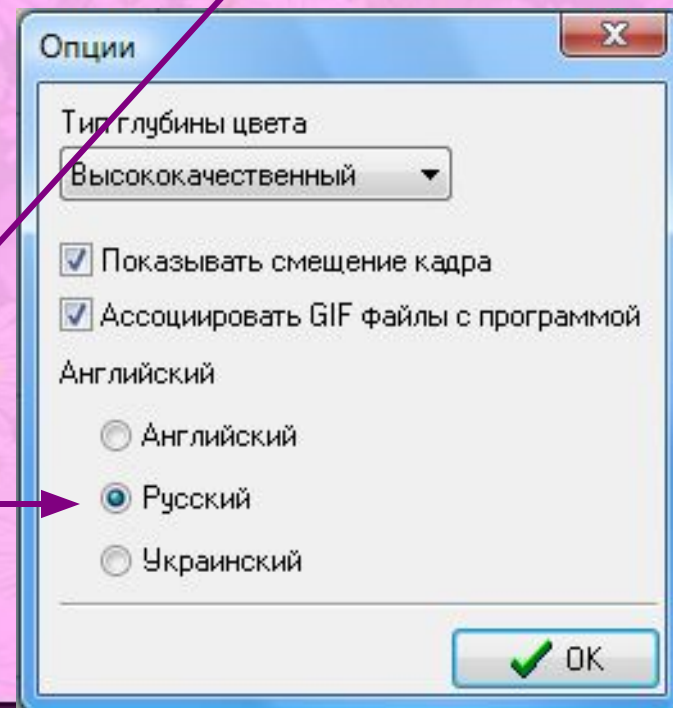 Опции
Тип глубины цвета
Высококачественный
Показывать смещение кадра
Ассоциировать GIF файлы с программой
Английский
Английский
Русский
Украинский
OK